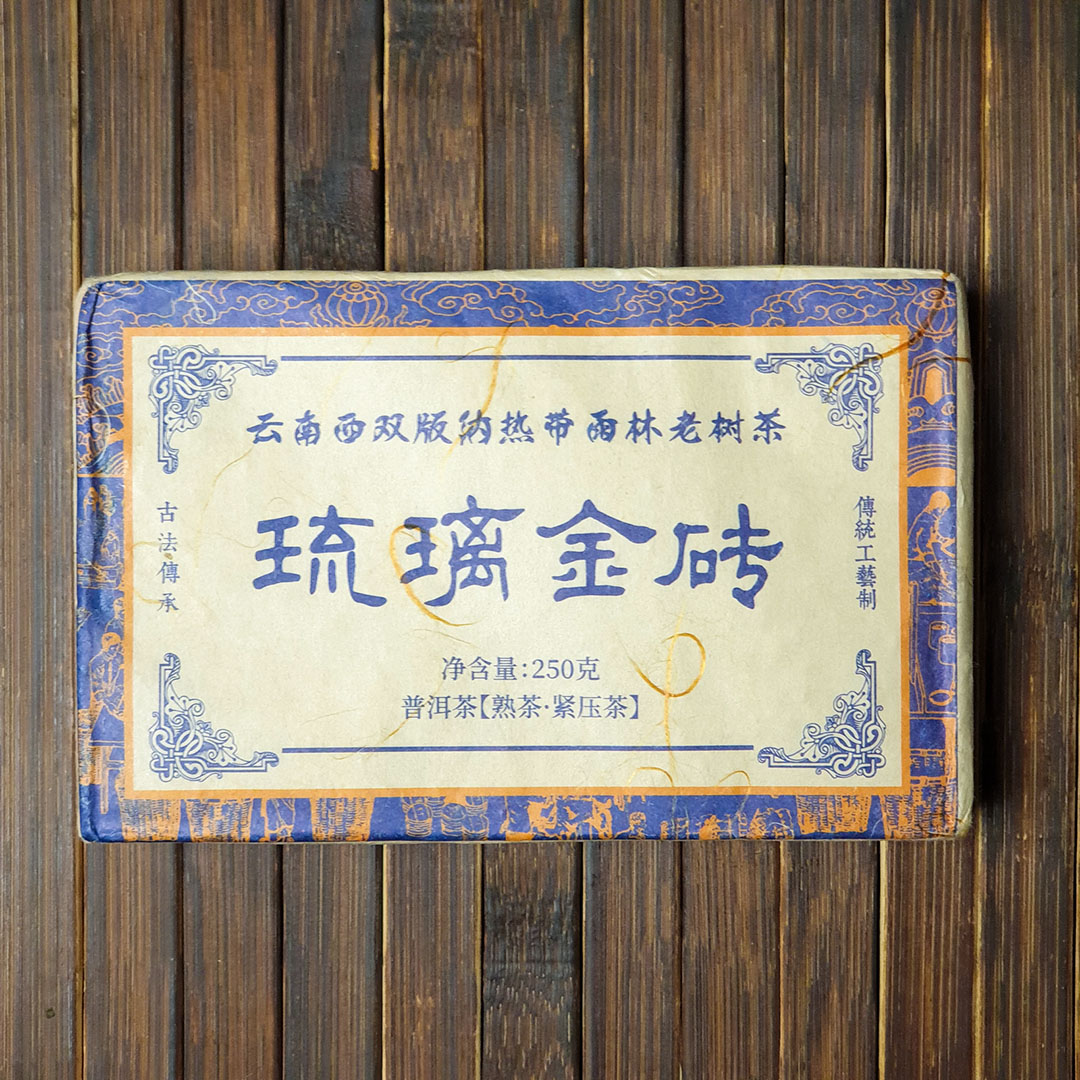 云南西双版纳热带雨林老树茶
琉璃金砖
古法傳承
傳統工藝制
净含量:250克
普洱茶【熟茶·紧压茶】